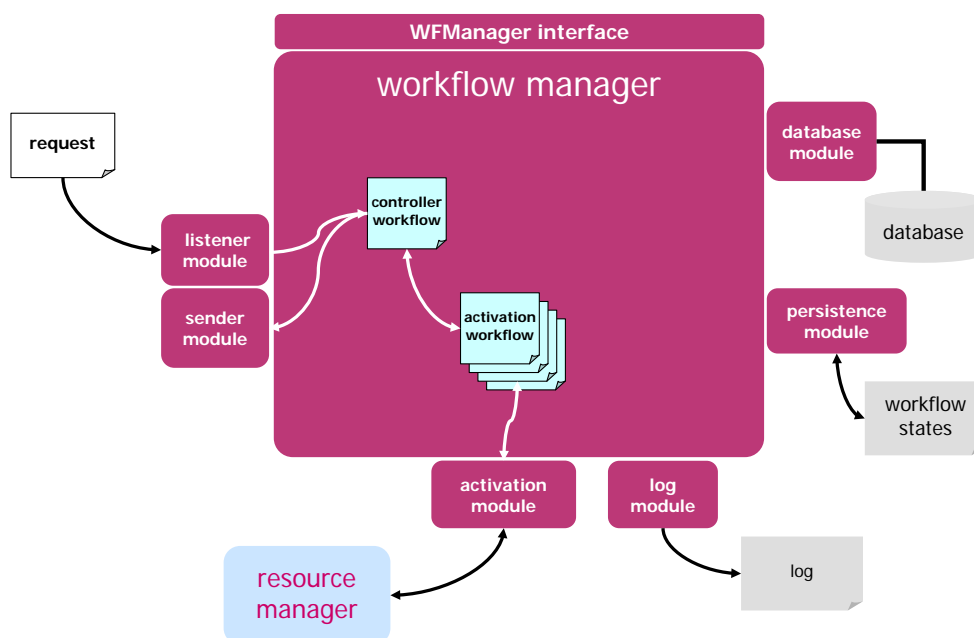 WFManager interface
workflow manager
request
database
module
controller
workflow
listener
module
database
sender
module
activation
workflow
persistence
module
workflow
states
activation
module
log
module
resource
manager
log